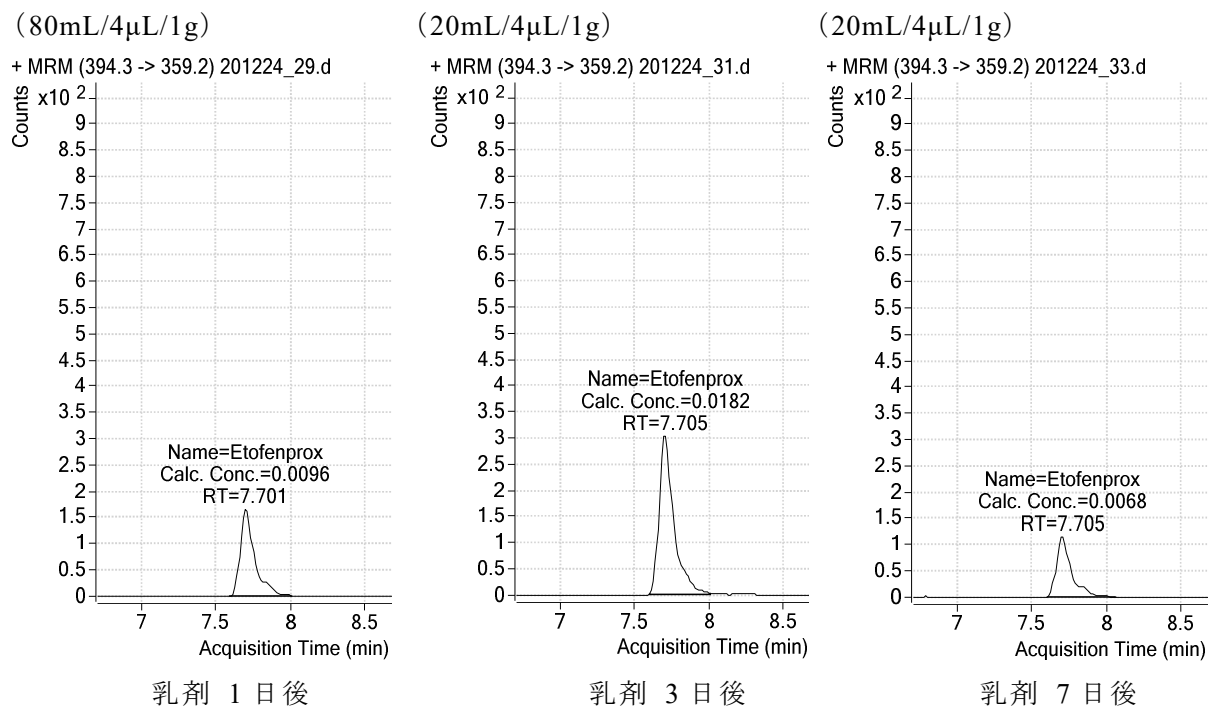 (80mL/4μL/1g)
+ MRM (394.3 -> 359.2) 201224_29.d
Counts
x10 2
9
8.5
8
7.5
7
6.5
6
5.5
5
4.5
4
3.5
3
2.5
2
1.5
1
0.5
0
Name=Etofenprox
Calc. Conc.=0.0096
RT=7.701
7 7.5 8 8.5
Acquisition Time (min)
乳剤 1 日後
(20mL/4μL/1g)
+ MRM (394.3 -> 359.2) 201224_31.d
Counts
x10 2
9
8.5
8
7.5
7
6.5
6
5.5
5
4.5
4
3.5
3
2.5
2
1.5
1
0.5
0
Name=Etofenprox
Calc. Conc.=0.0182
RT=7.705
7 7.5 8 8.5
Acquisition Time (min)
乳剤 3 日後
(20mL/4μL/1g)
+ MRM (394.3 -> 359.2) 201224_33.d
Counts
x10 2
9
8.5
8
7.5
7
6.5
6
5.5
5
4.5
4
3.5
3
2.5
2
1.5
1
0.5
0
Name=Etofenprox
Calc. Conc.=0.0068
RT=7.705
7 7.5 8 8.5
Acquisition Time (min)
乳剤 7 日後